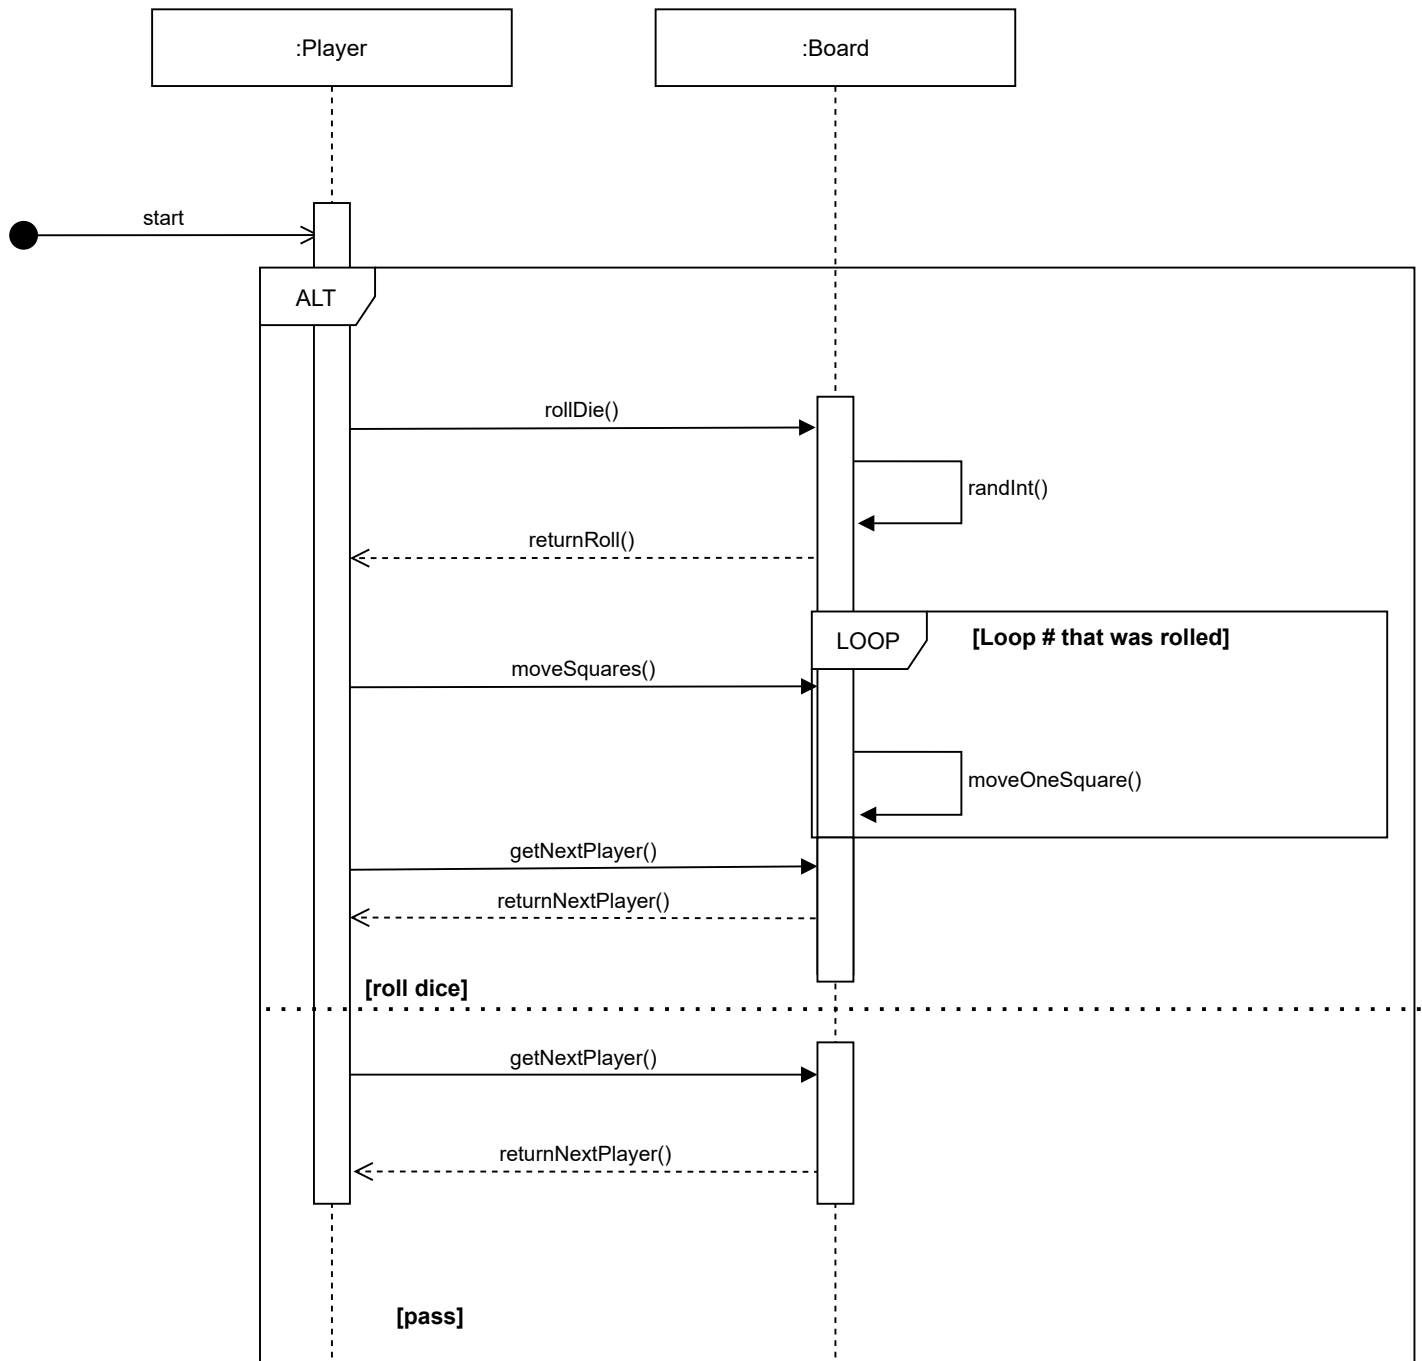 :Player
:Board
start
ALT
rollDie()
randInt()
returnRoll()
LOOP
[Loop # that was rolled]
moveSquares()
moveOneSquare()
getNextPlayer()
returnNextPlayer()
[roll dice]
getNextPlayer()
returnNextPlayer()
[pass]